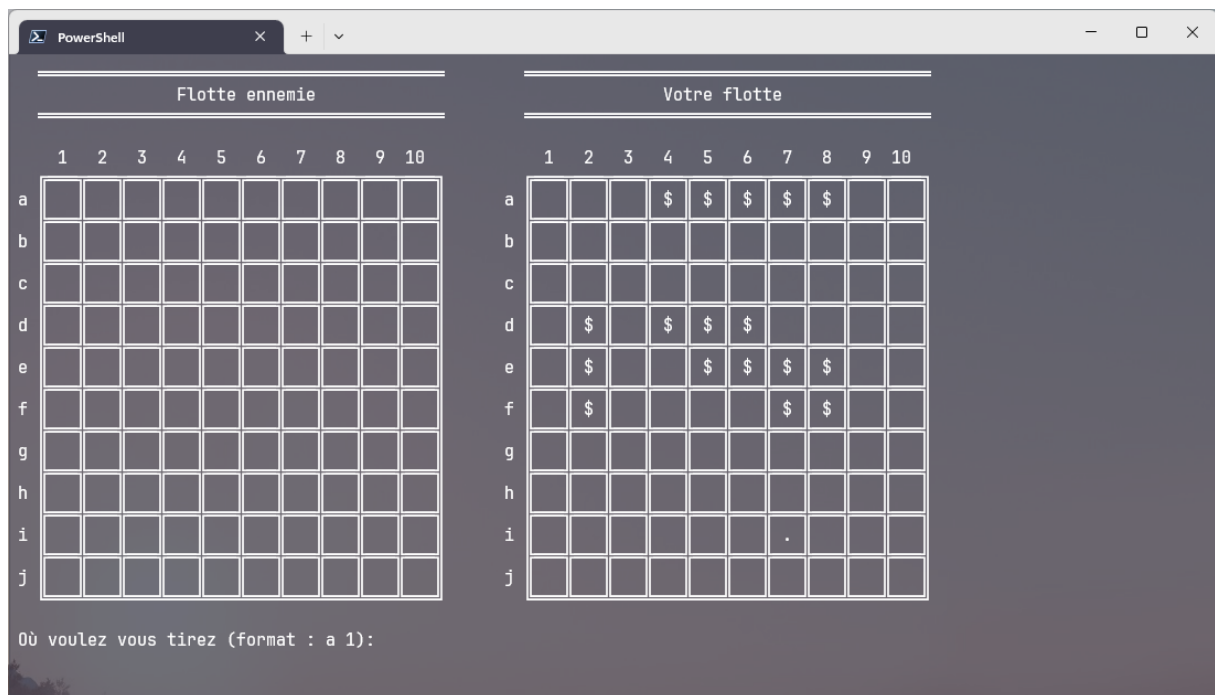 PowerShell
Flotte ennemie Votre flotte
1 2 3 4 5 6 7 8 9 10 1 2 3 4 5 6 7 8 9 10
a a $ $ $ $ $
b b
c c
d d $ $ $ $
e e $ $ $ $ $
f f $ $ $
g g
h h
i i .
j j
Où voulez vous tirez (format : a 1):